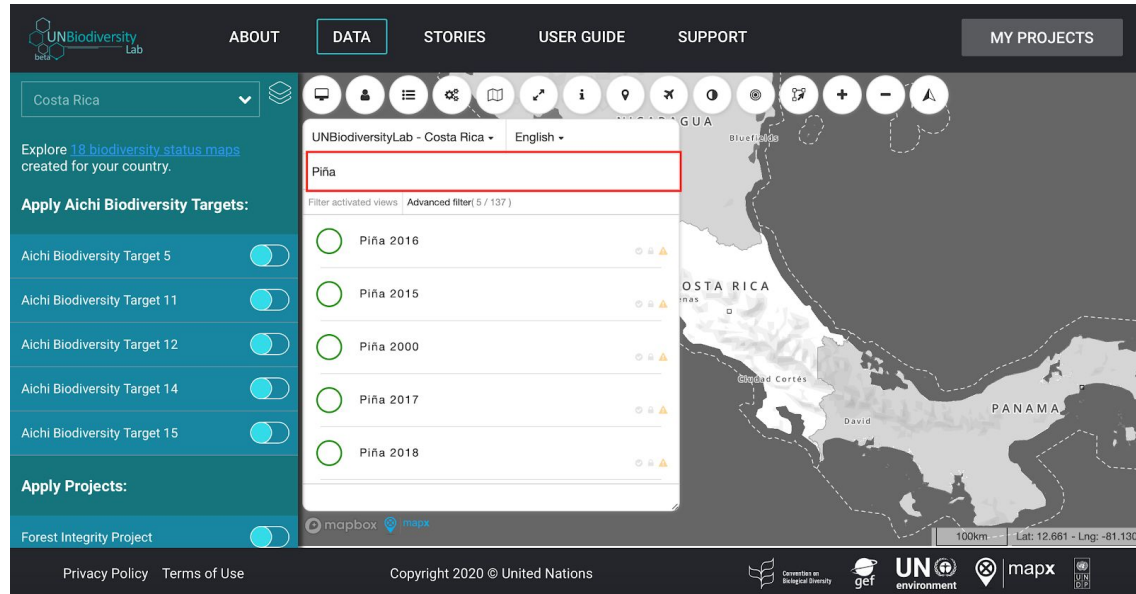 UNBiodiversity
Lab
beta
ABOUT
DATA
STORIES
USER GUIDE
SUPPORT
MY PROJECTS
Costa Rica
Explore 18 biodiversity status maps
created for your country.
Apply Aichi Biodiversity Targets:
Aichi Biodiversity Target 5
Aichi Biodiversity Target 11
Aichi Biodiversity Target 12
Aichi Biodiversity Target 14
Aichi Biodiversity Target 15
Apply Projects:
Forest Integrity Project
UNBiodiversityLab - Costa Rica
English
Piña
Filter activated views
Advanced filter( 5 / 137 )
Piña 2016
Piña 2015
Piña 2000
Piña 2017
Piña 2018
AGUA
Bluefields
OSTA RICA
enas
Ciudad Cortés
David
PANAMA
mapbox
mapx
100km
Lat: 12.661 - Lng: -81.130
Privacy Policy
Terms of Use
Copyright 2020 © United Nations
Convention on
Biological Diversity
gef
UN
environment
mapx
UN
DP